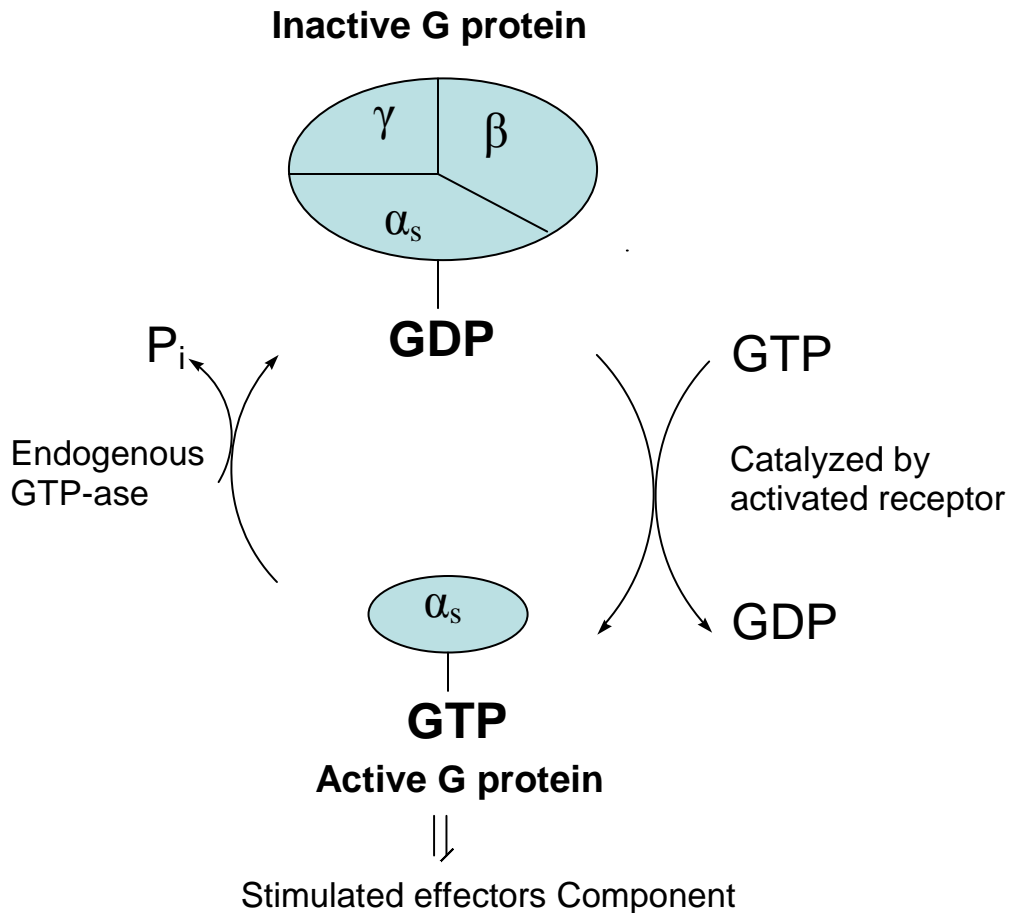 Inactive G protein
γ
β
αs
GDP
Pi
GTP
Endogenous
GTP-ase
Catalyzed by
activated receptor
αs
GDP
GTP
Active G protein
Stimulated effectors Component